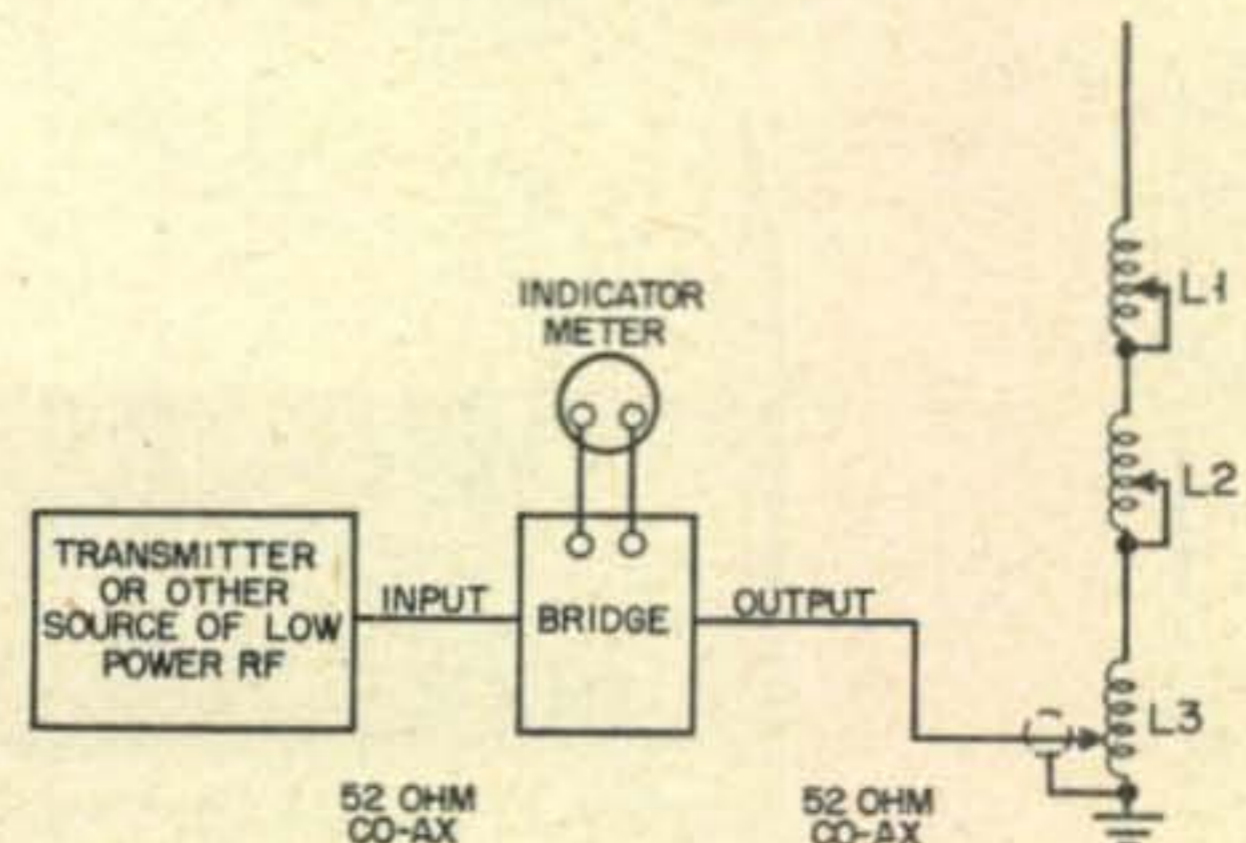 INDICATOR
METER
L1
L2
TRANSMITTER
OR OTHER
SOURCE OF LOW
POWER RF
INPUT
BRIDGE
OUTPUT
L3
52 OHM
CO-AX
52 OHM
CO-AX